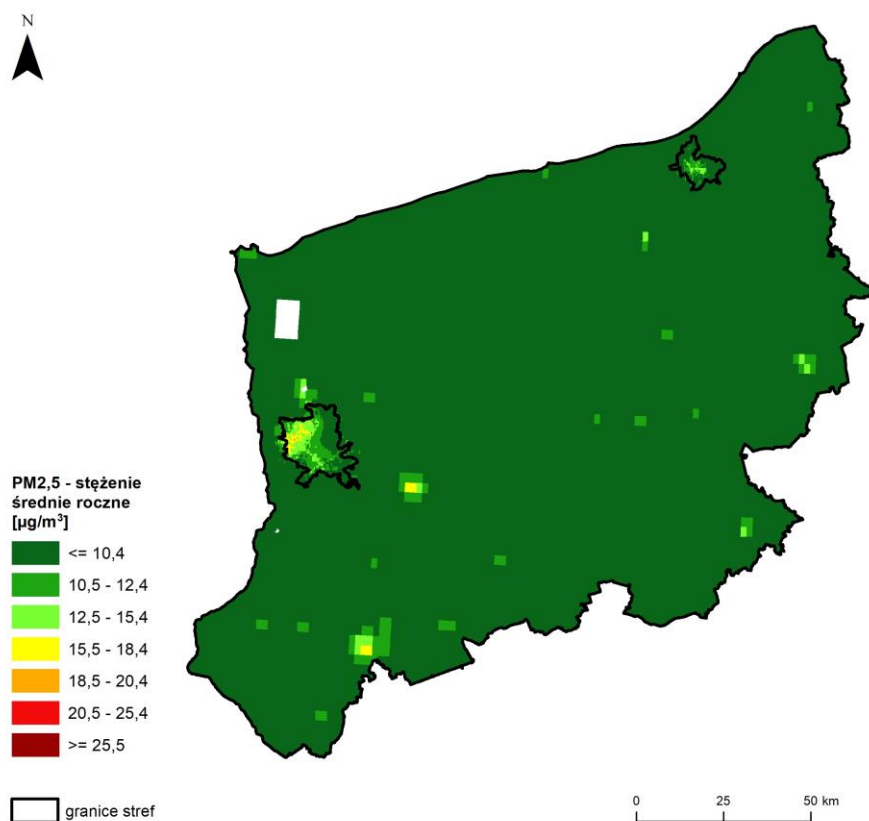 N
PM2,5 - stężenie
średnie roczne
[µg/m³]
<= 10,4
10,5 - 12,4
12,5 - 15,4
15,5 - 18,4
18,5 - 20,4
20,5 - 25,4
>= 25,5
granice stref
0 25 50 km